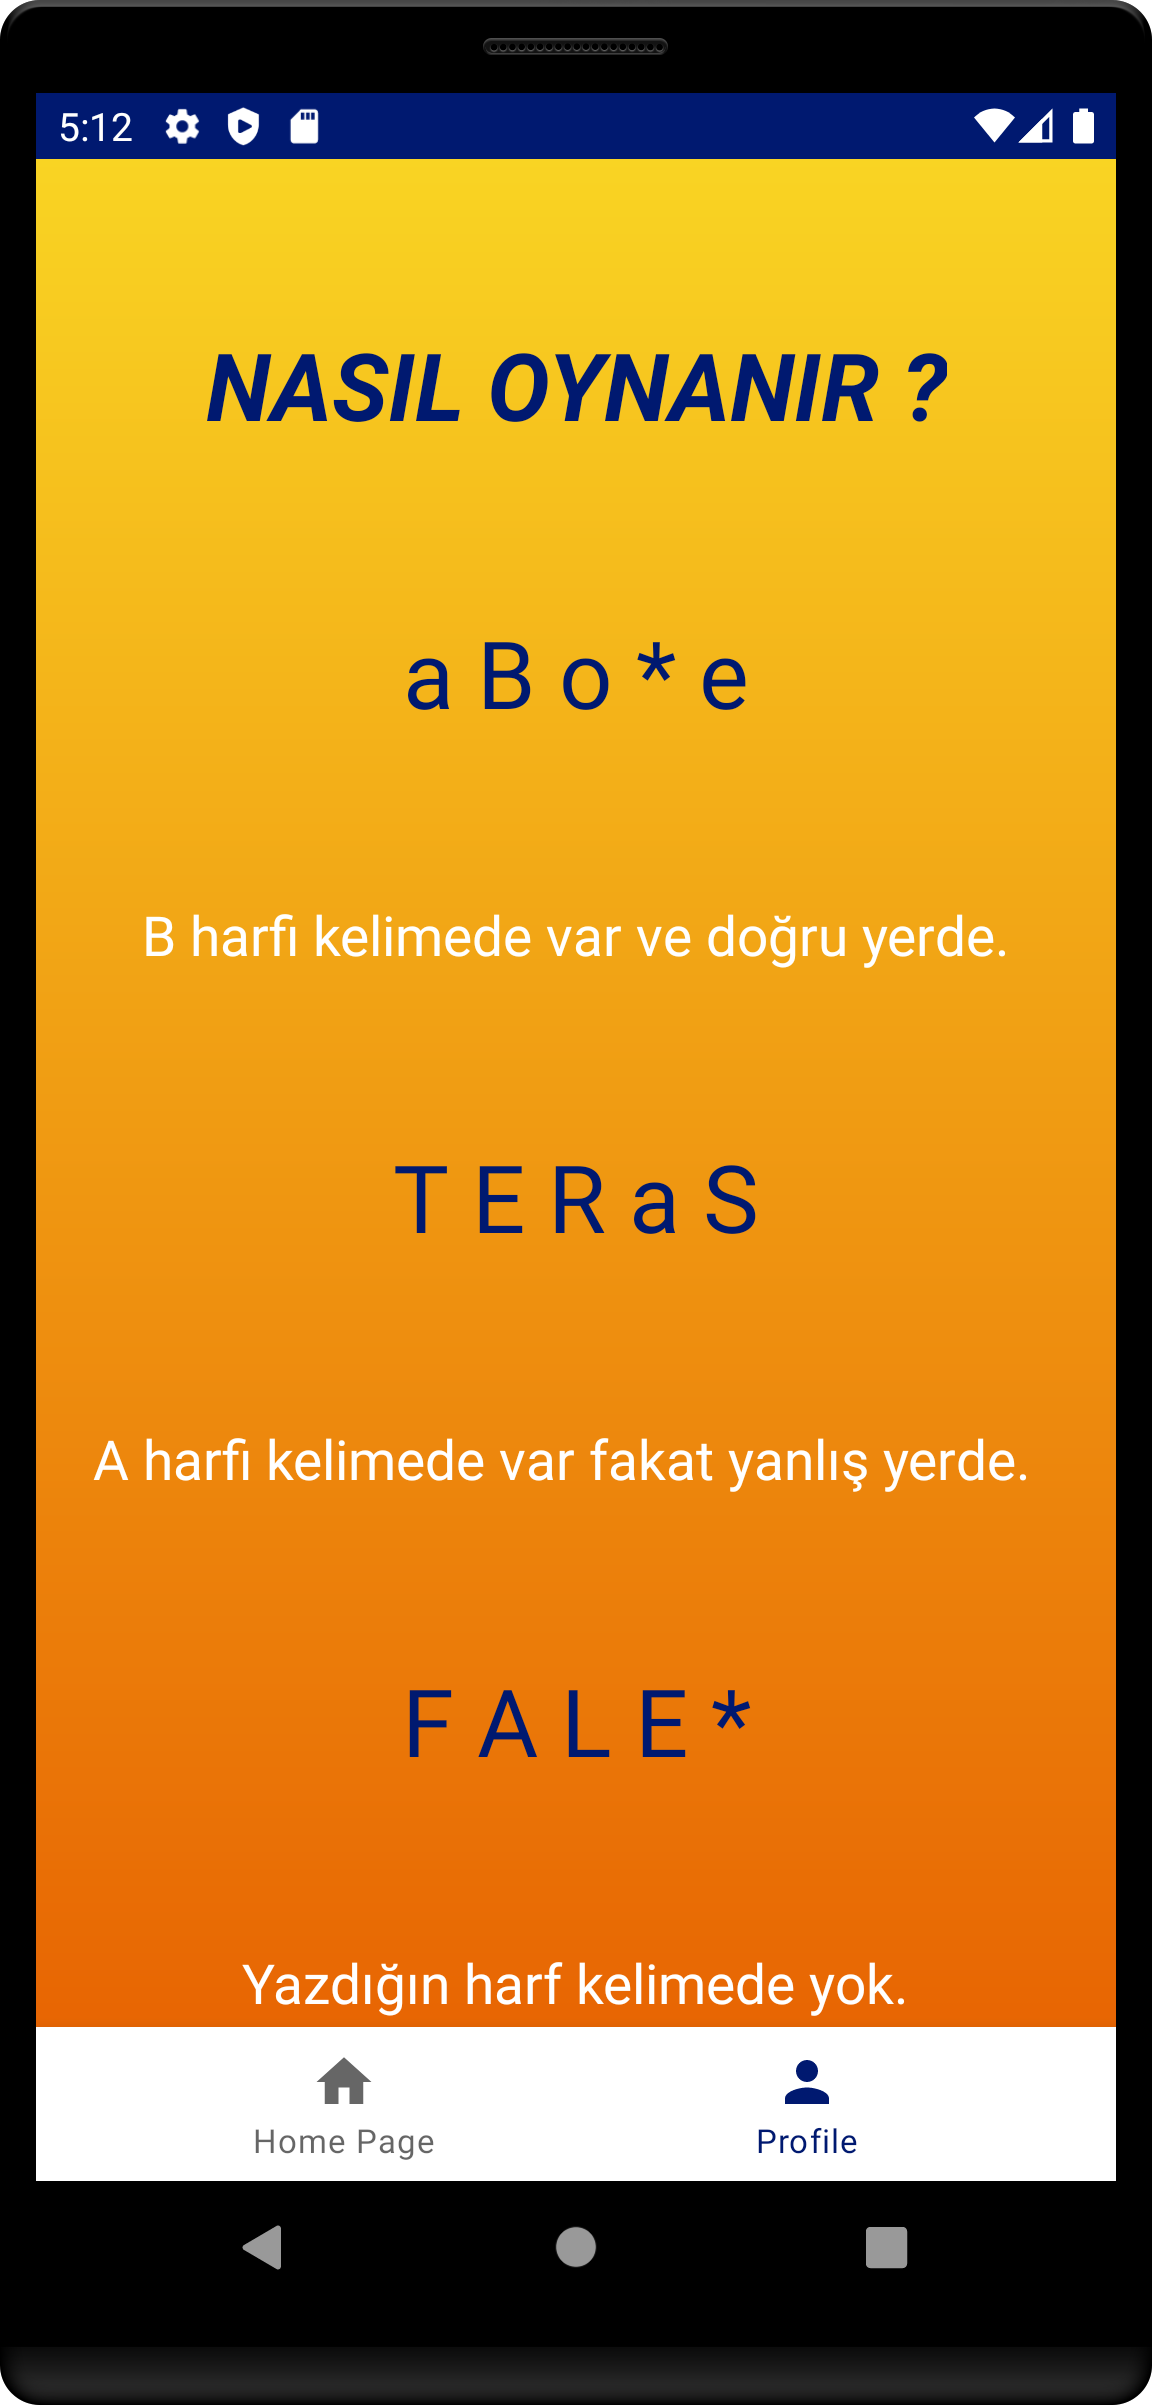 5:12
NASIL OYNANIR ?
a B o * e
B harfi kelimede var ve doğru yerde.
T E R a S
A harfi kelimede var fakat yanlış yerde.
F A L E *
Yazdığın harf kelimede yok.
Home Page
Profile